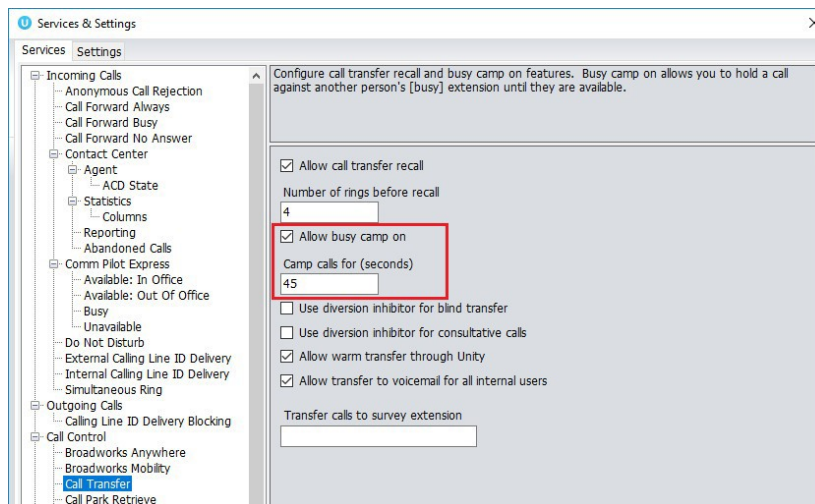 Services & Settings
Services Settings
Incoming Calls
Anonymous Call Rejection
Call Forward Always
Call Forward Busy
Call Forward No Answer
Contact Center
Agent
ACD State
Statistics
Columns
Reporting
Abandoned Calls
Comm Pilot Express
Available: In Office
Available: Out Of Office
Busy
Unavailable
Do Not Disturb
External Calling Line ID Delivery
Internal Calling Line ID Delivery
Simultaneous Ring
Outgoing Calls
Calling Line ID Delivery Blocking
Call Control
Broadworks Anywhere
Broadworks Mobility
Call Transfer
Call Park Retrieve
Configure call transfer recall and busy camp on features. Busy camp on allows you to hold a call
against another person's [busy] extension until they are available.
Allow call transfer recall
Number of rings before recall
4
Allow busy camp on
Camp calls for (seconds)
45
Use diversion inhibitor for blind transfer
Use diversion inhibitor for consultative calls
Allow warm transfer through Unity
Allow transfer to voicemail for all internal users
Transfer calls to survey extension